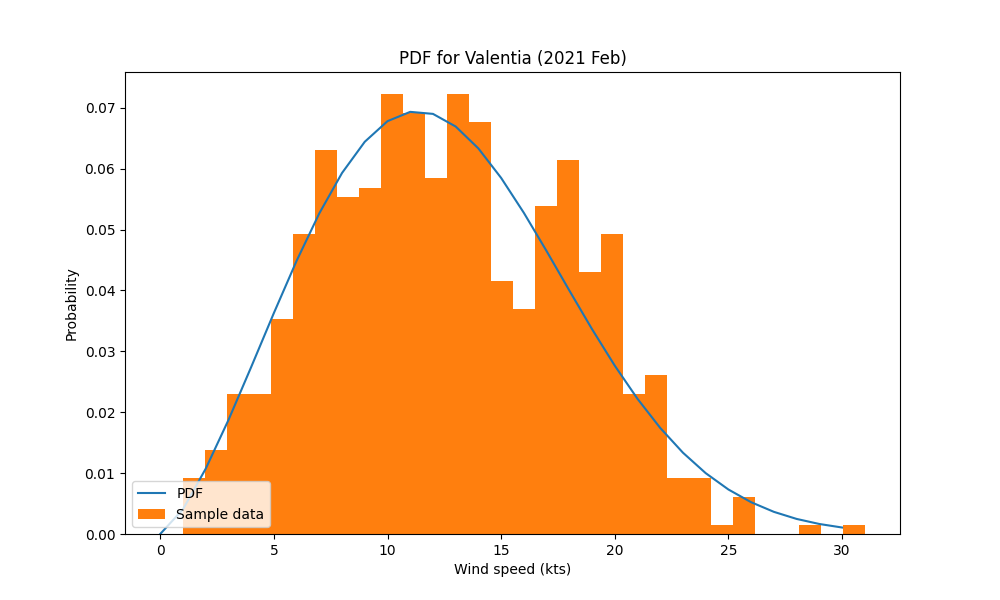 PDF for Valentia (2021 Feb)
Probability
0.07
0.06
0.05
0.04
0.03
0.02
0.01
0.00
PDF
Sample data
0 5 10 15 20 25 30
Wind speed (kts)